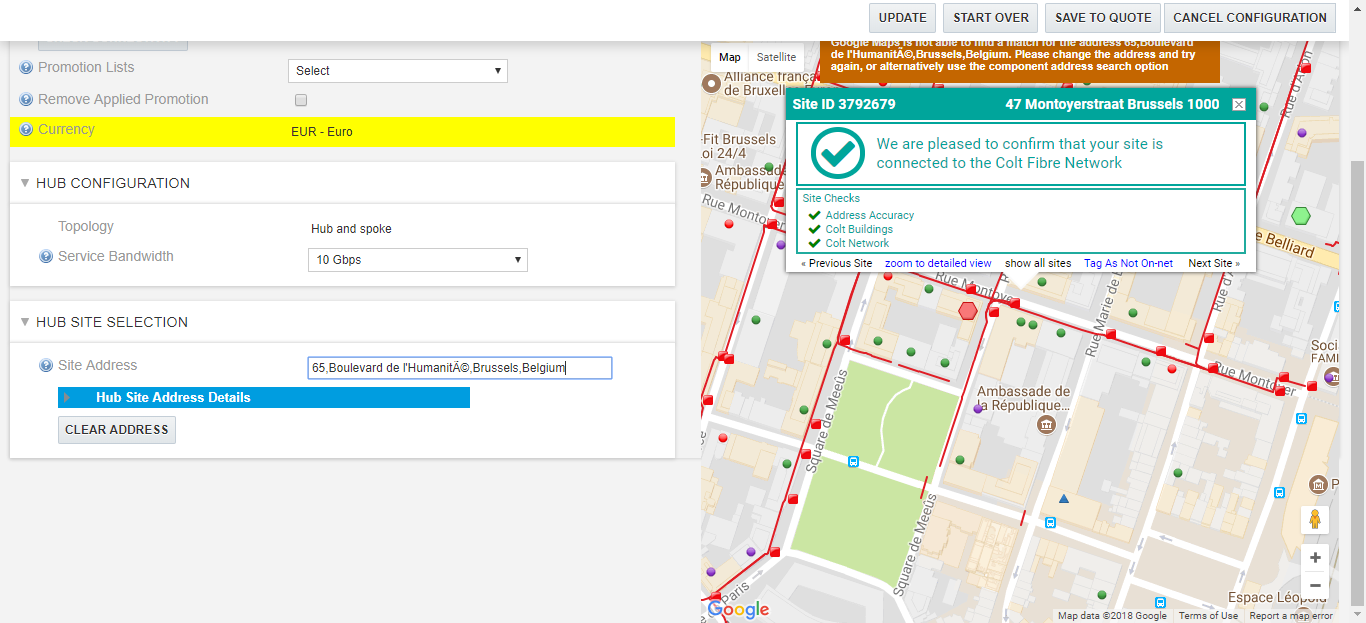 UPDATE
START OVER
SAVE TO QUOTE
CANCEL CONFIGURATION
Promotion Lists
Select
Remove Applied Promotion
Currency
EUR - Euro
HUB CONFIGURATION
Topology
Hub and spoke
Service Bandwidth
10 Gbps
HUB SITE SELECTION
Site Address
65,Boulevard de l'HumanitÃ©,Brussels,Belgium
Hub Site Address Details
CLEAR ADDRESS
Map
Satellite
Google Maps is not able to find a match for the address 65,Boulevard
de l'HumanitÃ©,Brussels,Belgium. Please change the address and try
again, or alternatively use the component address search option
Alliance frança
de Bruxelle
Site ID 3792679
47 Montoyerstraat Brussels 1000
We are pleased to confirm that your site is
connected to the Colt Fibre Network
Site Checks
Address Accuracy
Colt Buildings
Colt Network
« Previous Site
zoom to detailed view
show all sites
Tag As Not On-net
Next Site »
-Fit Brussels
oi 24/4
Ambassade
République
Rue Montoyer
Rue d'Arlon
e Belliard
Rue Montoyer
Rue Marie de
Rue d'
Soci
FAMI
Rue Montoyer
Ambassade de
la République...
Square de Meeûs
Square de Meeûs
P
Paris
Espace Léopold
Google
Map data ©2018 Google
Terms of Use
Report a map error